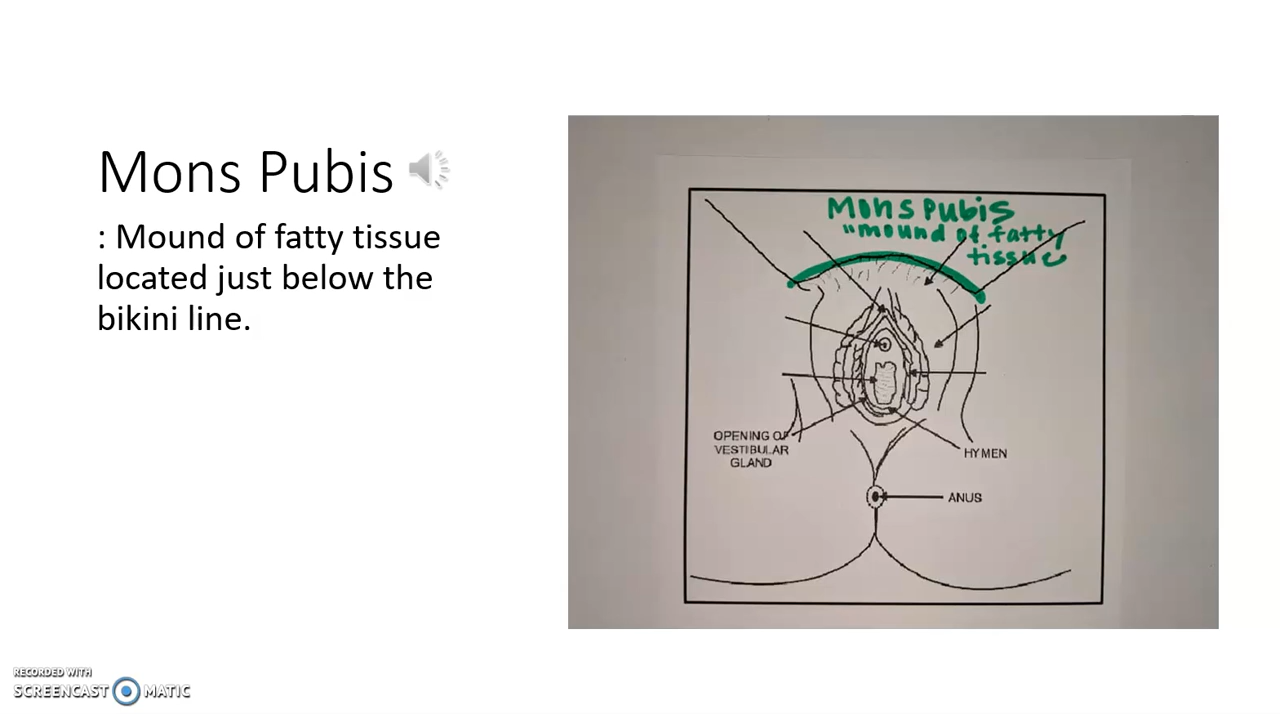 Mons Pubis
: Mound of fatty tissue
located just below the
bikini line.
Mons Pubis
"mound of fatty
tissue
OPENING OF
VESTIBULAR
GLAND
HYMEN
ANUS
RECORDED WITH
SCREENCAST MATIC